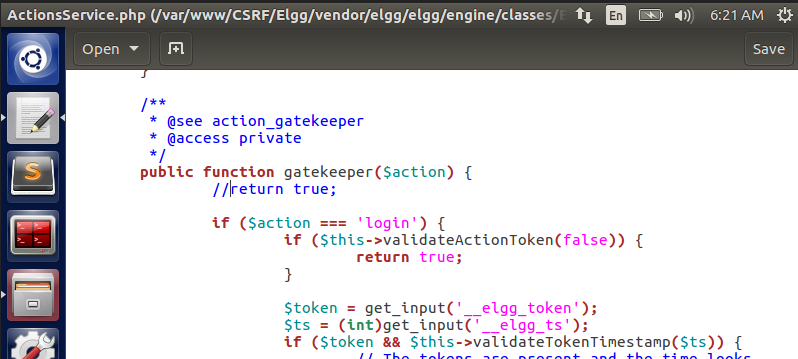 ActionsService.php (/var/www/CSRF/Elgg/vendor/elgg/elgg/engine/classes/E
En
6:21 AM
Open
Save
}
/**
* @see action_gatekeeper
* @access private
*/
public function gatekeeper($action) {
//return true;
if ($action === 'login') {
if ($this->validateActionToken(false)) {
return true;
}
$token = get_input('__elgg_token');
$ts = (int)get_input('__elgg_ts');
if ($token && $this->validateTokenTimestamp($ts)) {
// The tokens are present and the time looks